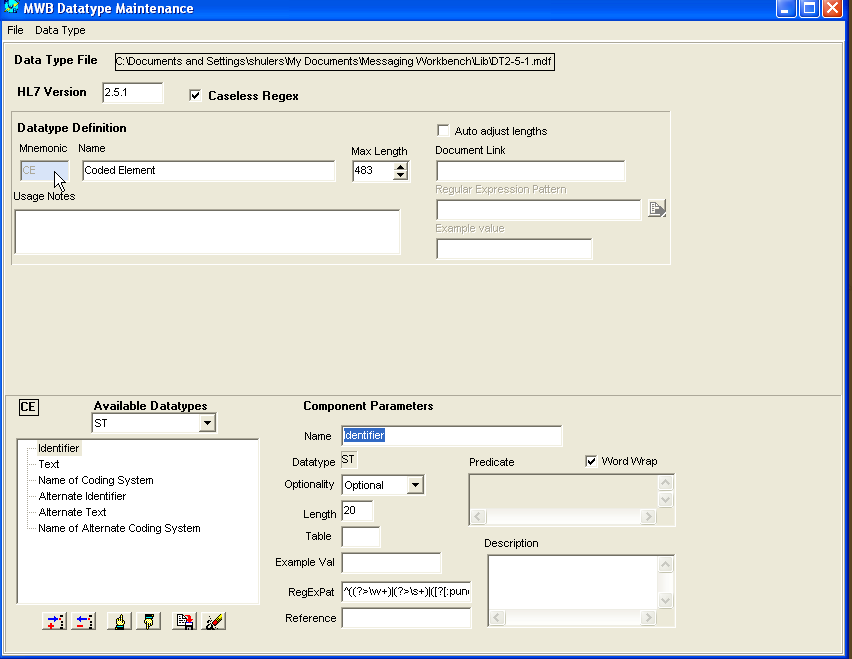 MWB Datatype Maintenance
File Data Type
Data Type File C:\Documents and Settings\shulers\My Documents\Messaging Workbench\Lib\DT2-5-1.mdf
HL7 Version 2.5.1 Caseless Regex
Datatype Definition Auto adjust lengths
Mnemonic Name Max Length Document Link
CE Coded Element 483
Usage Notes Regular Expression Pattern
Example value
CE Available Datatypes Component Parameters
ST
Name Identifier
Identifier
Text
Name of Coding System
Alternate Identifier
Alternate Text
Name of Alternate Coding System
Datatype ST Predicate Word Wrap
Optionality Optional
Length 20
Table
Description
Example Val
RegExPat ^((?>\w+)|(?>\s+)|([?[:pun
Reference